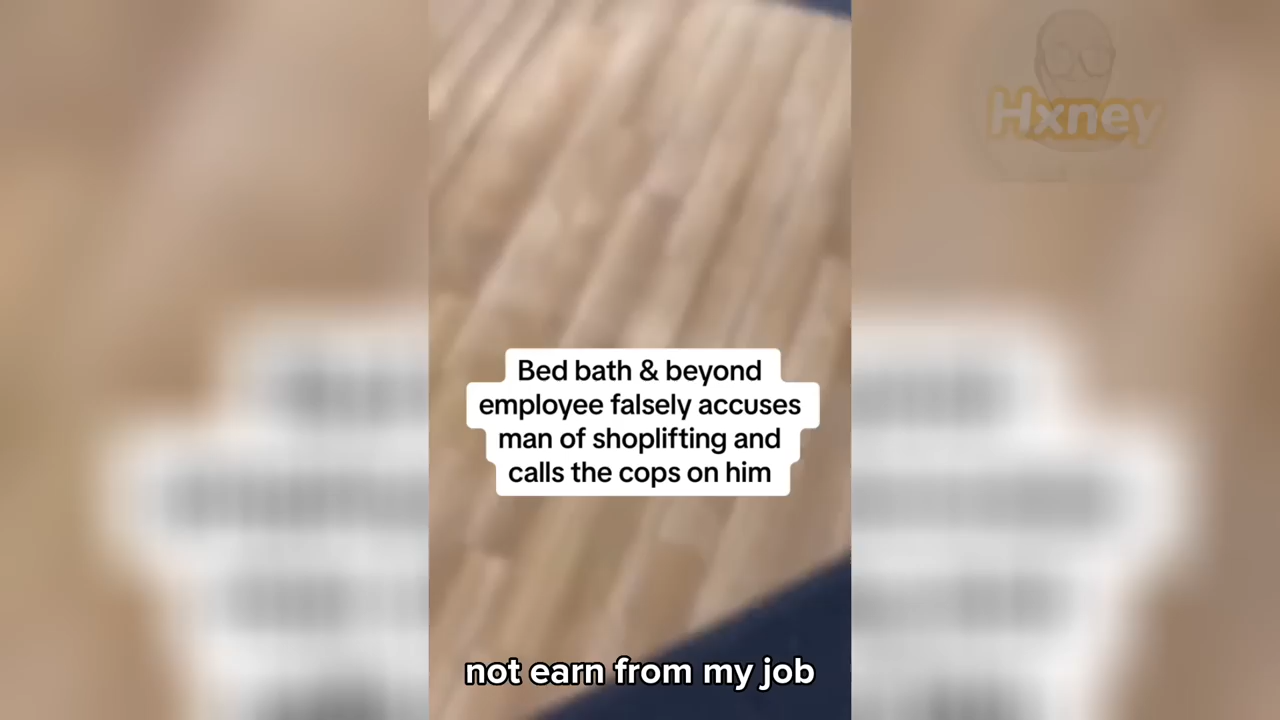 Hxney
Bed bath & beyond
employee falsely accuses
man of shoplifting and
calls the cops on him
not earn from my job